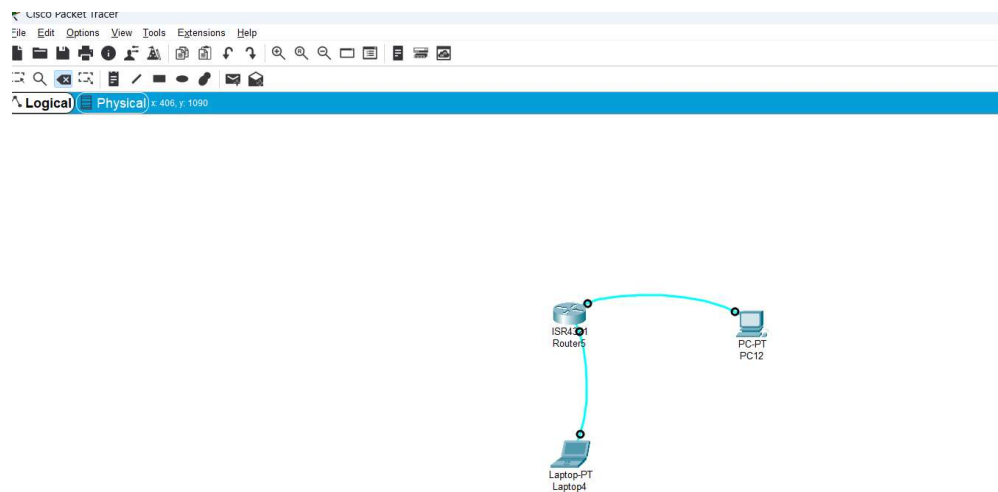 Cisco Packet Tracer
File Edit Options View Tools Extensions Help
Logical Physical x: 406, y: 1090
Router5
PC-PT
PC12
Laptop-PT
Laptop4